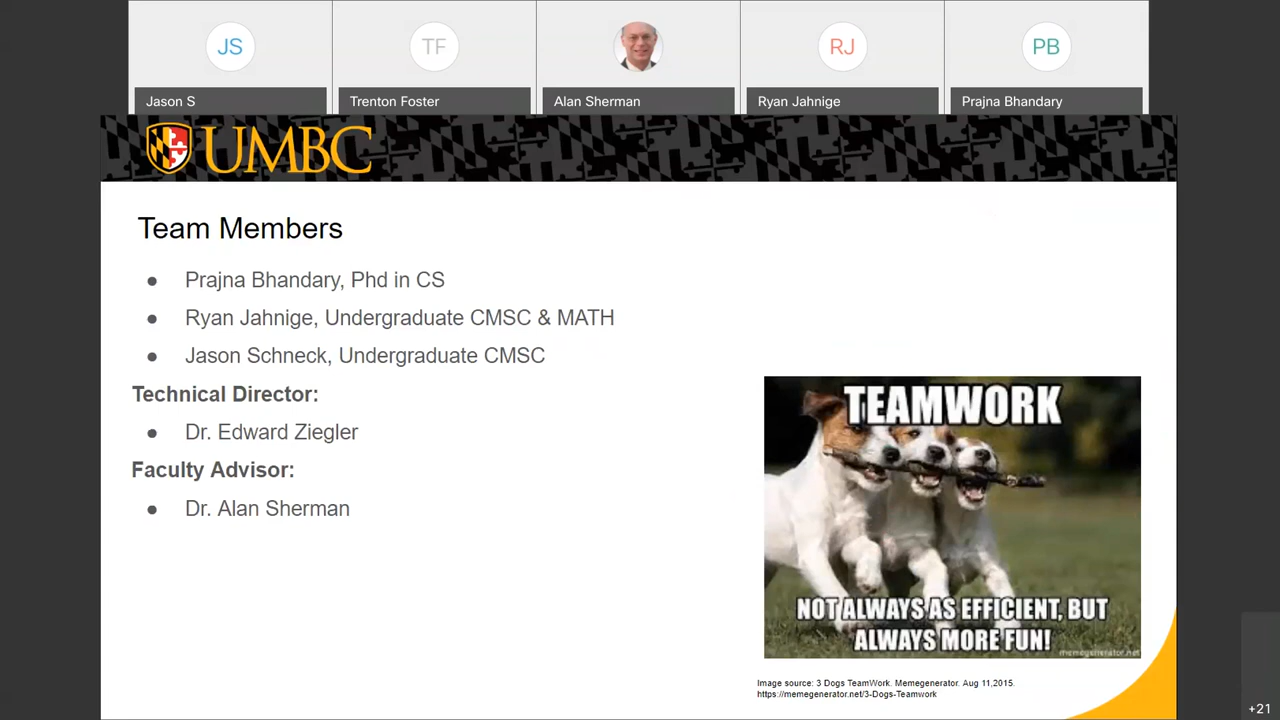 JS
TF
RJ
PB
Jason S
Trenton Foster
Alan Sherman
Ryan Jahnige
Prajna Bhandary
UMBC
Team Members
● Prajna Bhandary, Phd in CS
● Ryan Jahnige, Undergraduate CMSC & MATH
● Jason Schneck, Undergraduate CMSC
Technical Director:
● Dr. Edward Ziegler
Faculty Advisor:
● Dr. Alan Sherman
TEAMWORK
NOT ALWAYS AS EFFICIENT, BUT
ALWAYS MORE FUN!
memegenerator.net
Image source: 3 Dogs TeamWork. Memegenerator. Aug 11,2015.
https://memegenerator.net/3-Dogs-Teamwork
+21